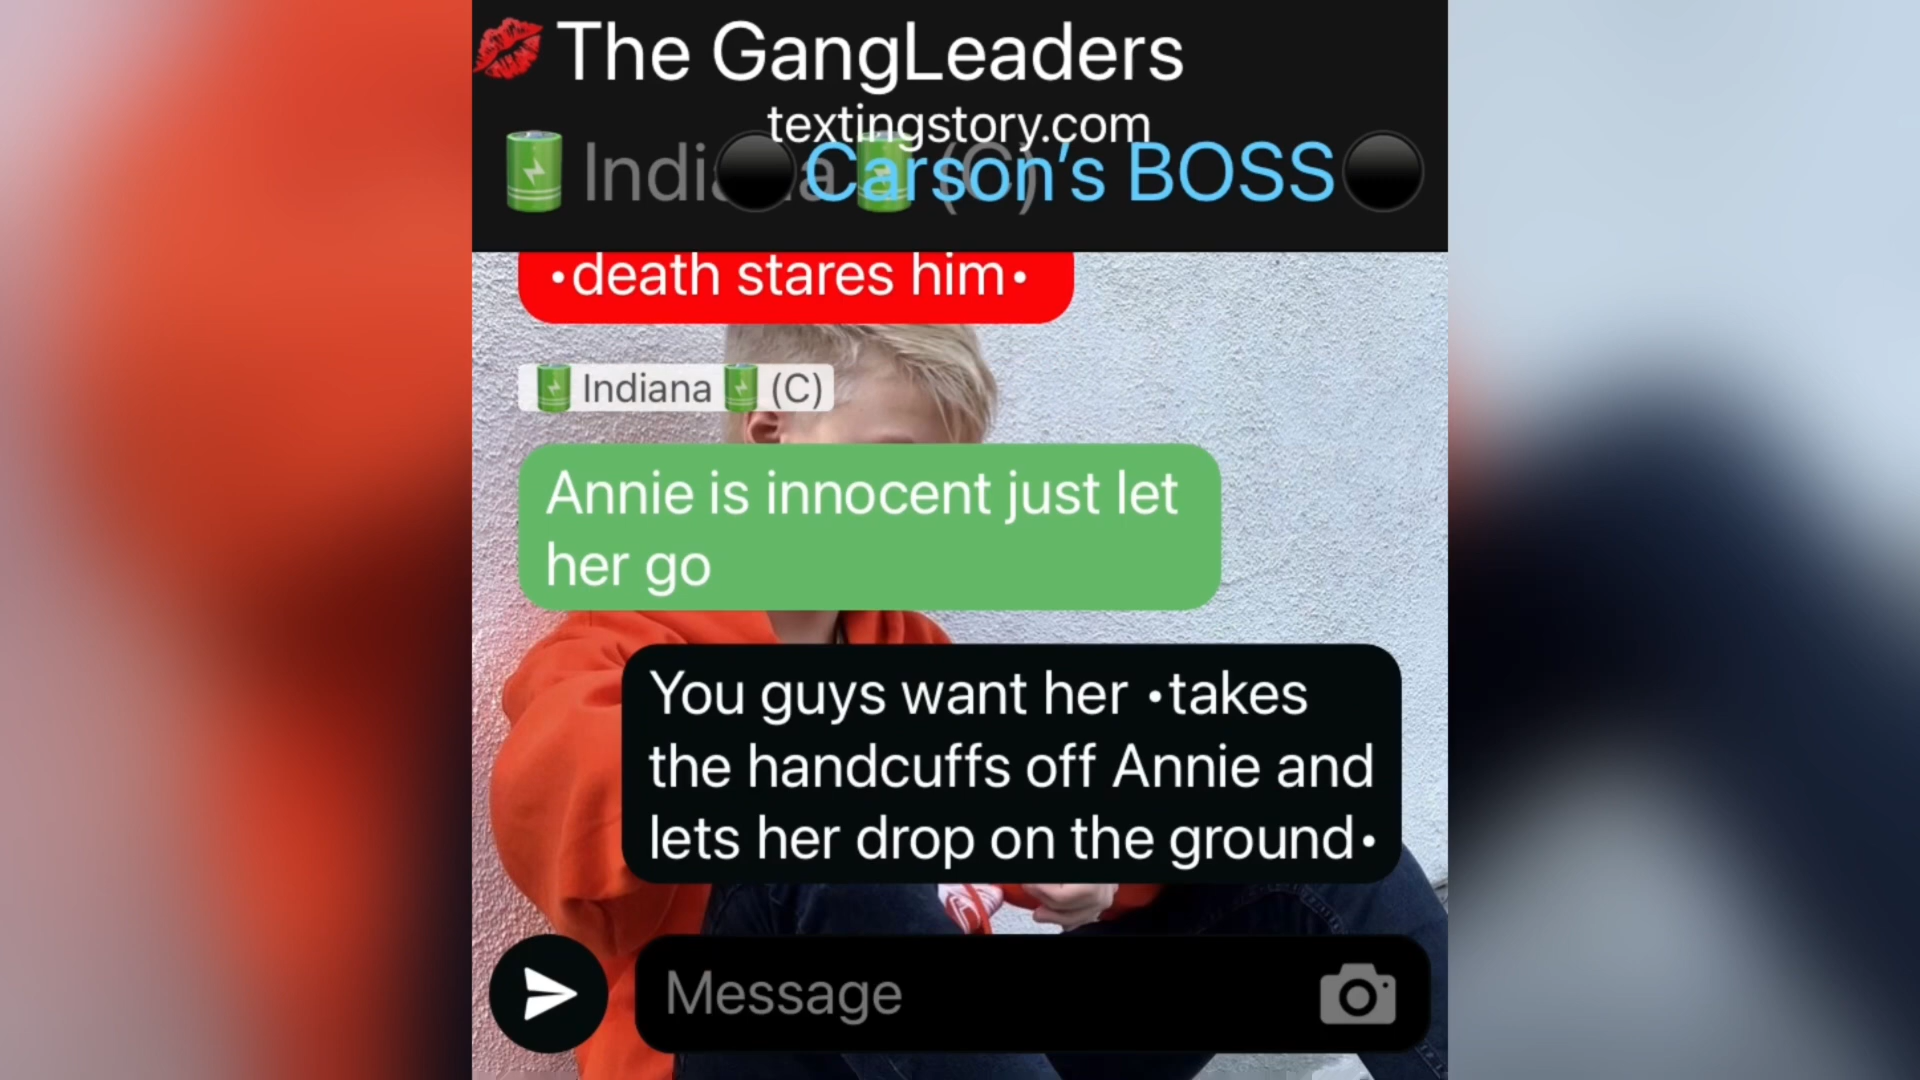 💋The GangLeaders
textingstory.com
🔋Indiana🔋(C)
⚫Carson’s BOSS⚫
•death stares him•
🔋Indiana🔋(C)
Annie is innocent just let
her go
You guys want her •takes
the handcuffs off Annie and
lets her drop on the ground•
Message